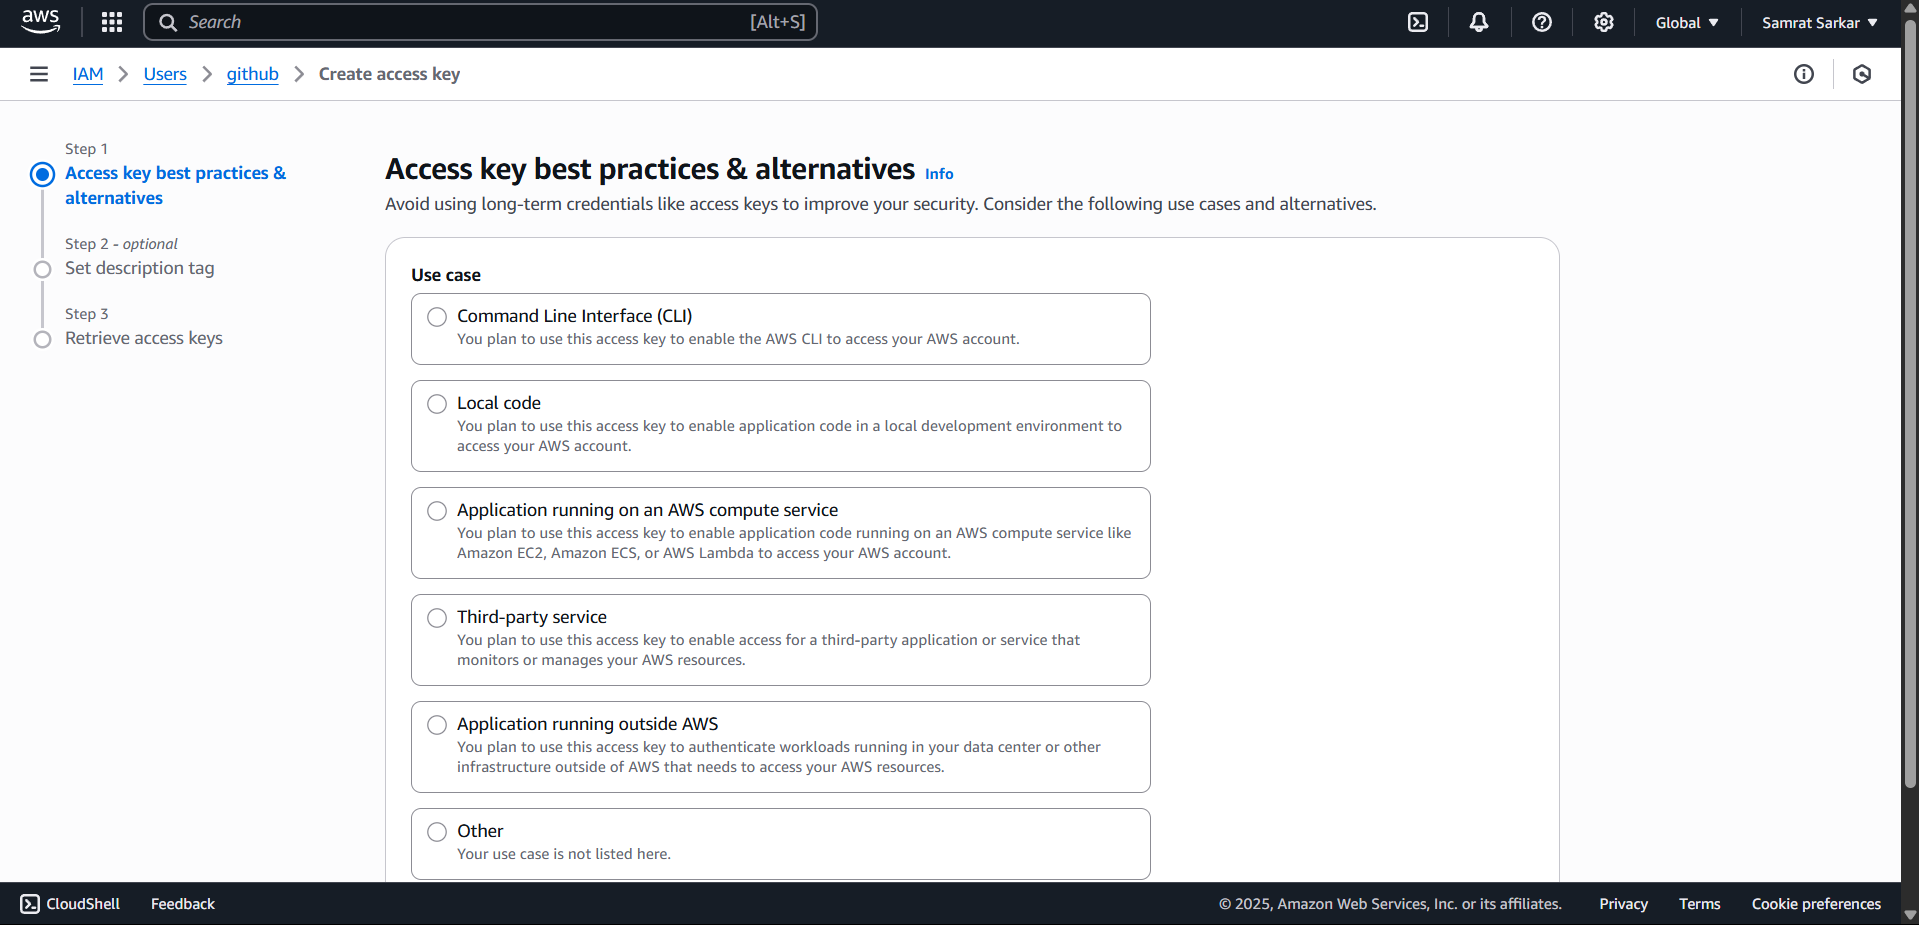 aws
Search
[Alt+S]
Global
Samrat Sarkar
IAM
Users
github
Create access key
Step 1
Access key best practices &
alternatives
Step 2 - optional
Set description tag
Step 3
Retrieve access keys
Access key best practices & alternatives Info
Avoid using long-term credentials like access keys to improve your security. Consider the following use cases and alternatives.
Use case
Command Line Interface (CLI)
You plan to use this access key to enable the AWS CLI to access your AWS account.
Local code
You plan to use this access key to enable application code in a local development environment to
access your AWS account.
Application running on an AWS compute service
You plan to use this access key to enable application code running on an AWS compute service like
Amazon EC2, Amazon ECS, or AWS Lambda to access your AWS account.
Third-party service
You plan to use this access key to enable access for a third-party application or service that
monitors or manages your AWS resources.
Application running outside AWS
You plan to use this access key to authenticate workloads running in your data center or other
infrastructure outside of AWS that needs to access your AWS resources.
Other
Your use case is not listed here.
CloudShell
Feedback
© 2025, Amazon Web Services, Inc. or its affiliates.
Privacy
Terms
Cookie preferences